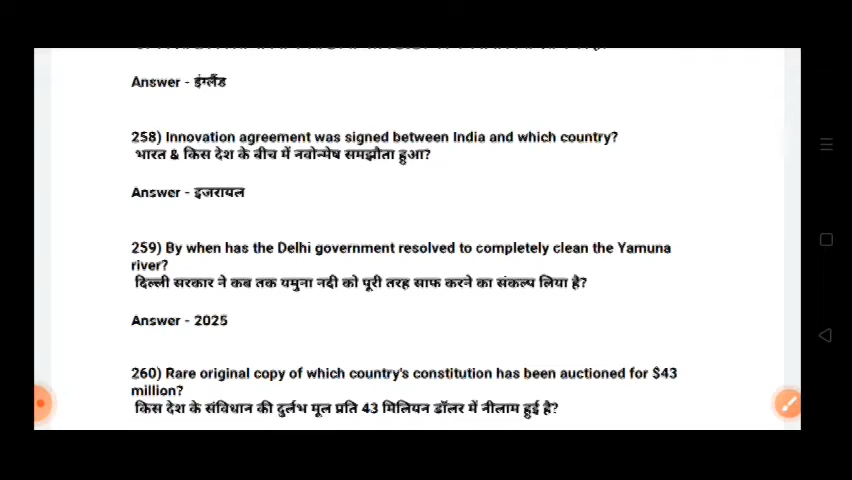 Answer - इंग्लैंड
258) Innovation agreement was signed between India and which country?
भारत & किस देश के बीच में नवोन्मेष समझौता हुआ?
Answer - इजरायल
259) By when has the Delhi government resolved to completely clean the Yamuna
river?
दिल्ली सरकार ने कब तक यमुना नदी को पूरी तरह साफ करने का संकल्प लिया है?
Answer - 2025
260) Rare original copy of which country's constitution has been auctioned for $43
million?
किस देश के संविधान की दुर्लभ मूल प्रति 43 मिलियन डॉलर में नीलाम हुई है?